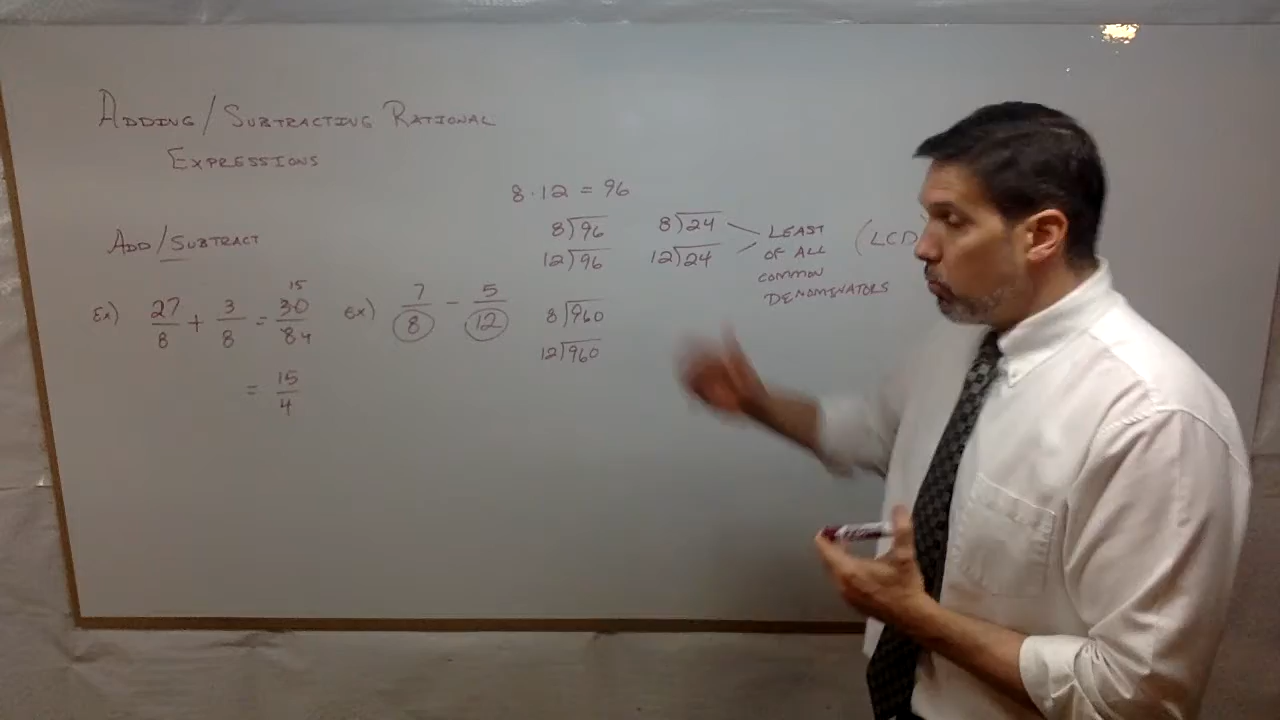 ADDING/SUBTRACTING RATIONAL
EXPRESSIONS
ADD/SUBTRACT
Ex) 27/8 + 3/8 = 30/84
15
= 15/4
ex) 7/8 - 5/12
8·12 = 96
8)96
12)96
8)960
12)960
8)24
12)24
LEAST
OF ALL
COMMON
DENOMINATORS
(LCD